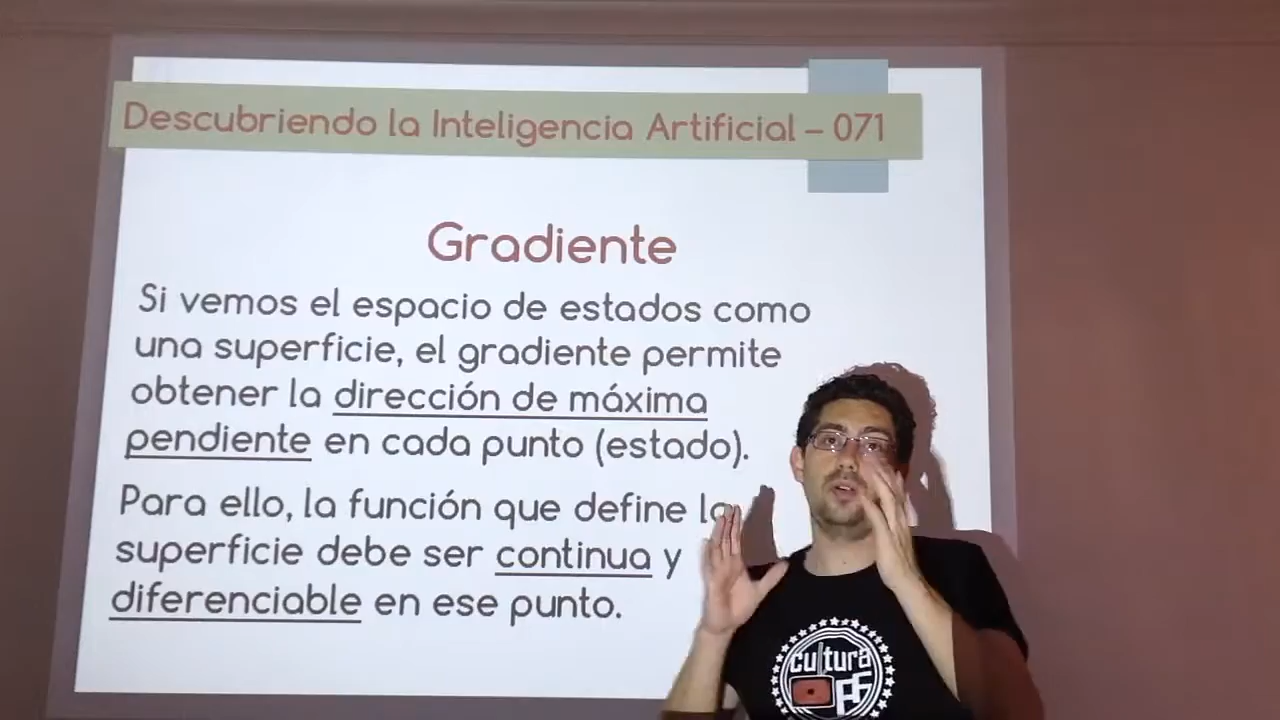 Descubriendo la Inteligencia Artificial – 071
Gradiente
Si vemos el espacio de estados como
una superficie, el gradiente permite
obtener la dirección de máxima
pendiente en cada punto (estado).
Para ello, la función que define la
superficie debe ser continua y
diferenciable en ese punto.
cultura
OFF